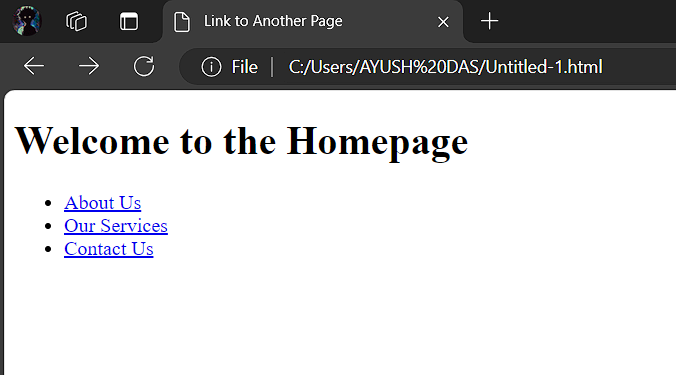 Link to Another Page
File C:/Users/AYUSH%20DAS/Untitled-1.html
Welcome to the Homepage
About Us
Our Services
Contact Us